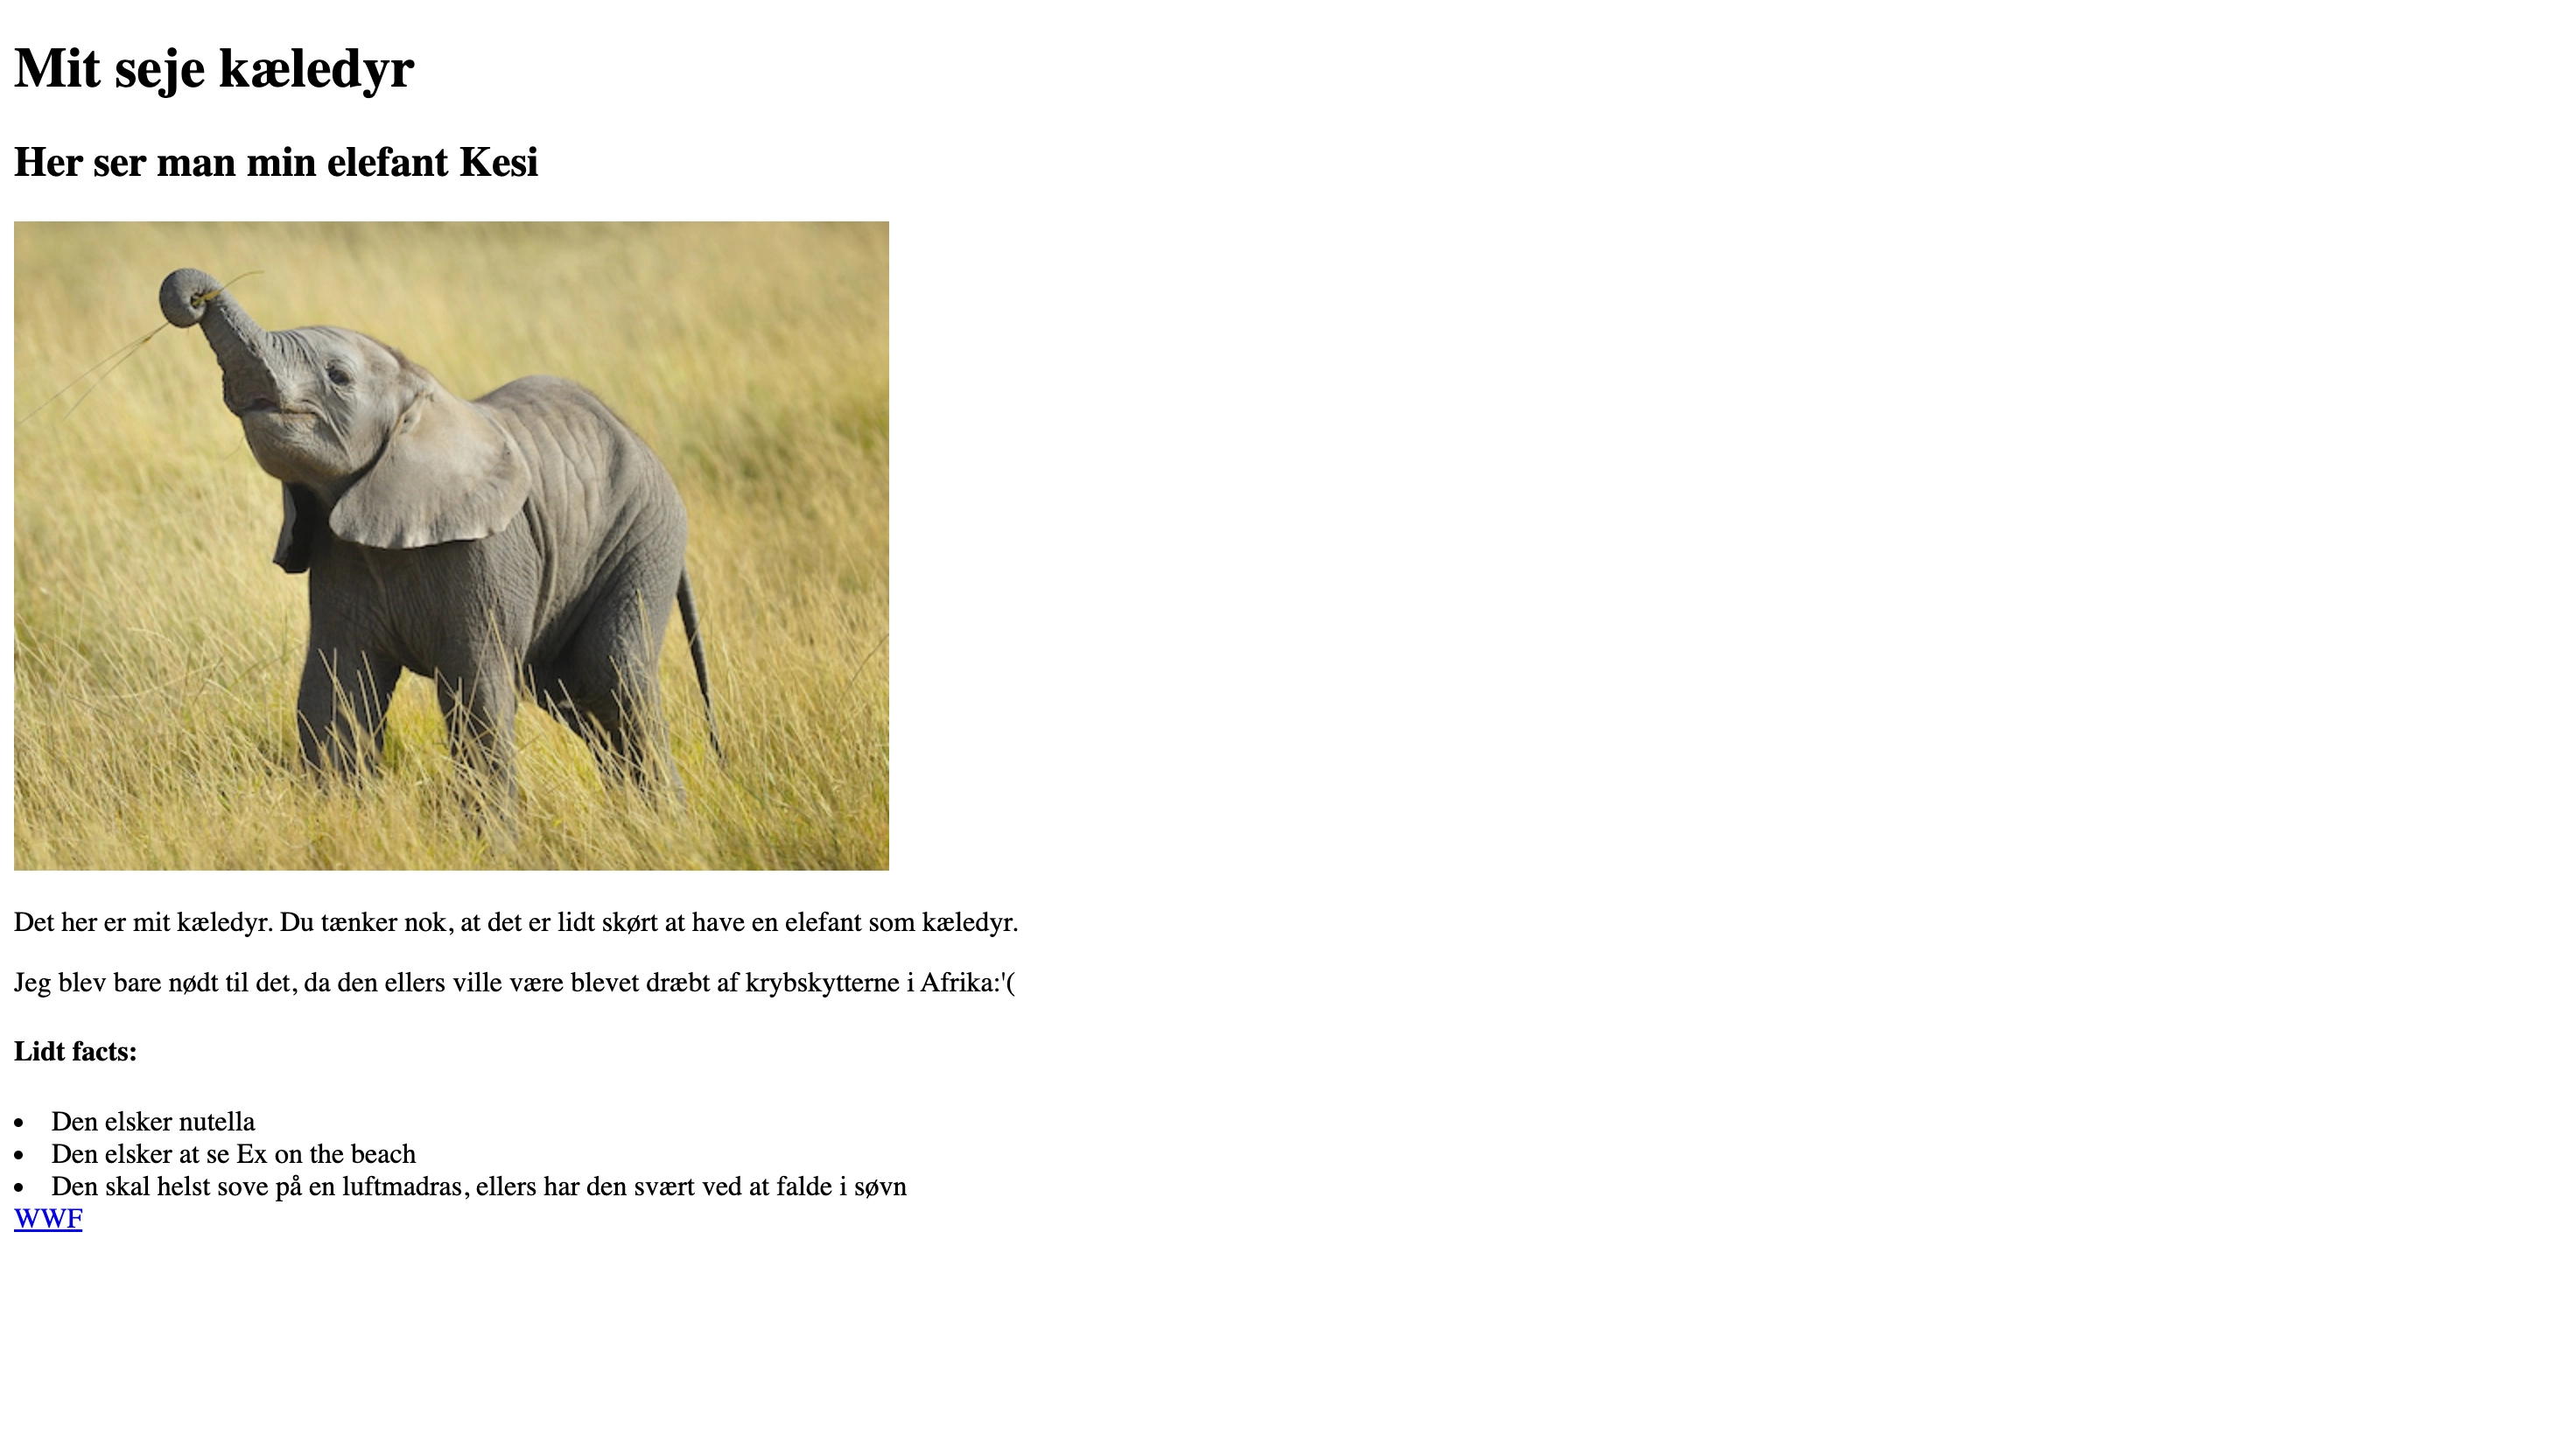 Mit seje kæledyr
Her ser man min elefant Kesi
Det her er mit kæledyr. Du tænker nok, at det er lidt skørt at have en elefant som kæledyr.
Jeg blev bare nødt til det, da den ellers ville være blevet dræbt af krybskytterne i Afrika:'(
Lidt facts:
• Den elsker nutella
• Den elsker at se Ex on the beach
• Den skal helst sove på en luftmadras, ellers har den svært ved at falde i søvn
WWF